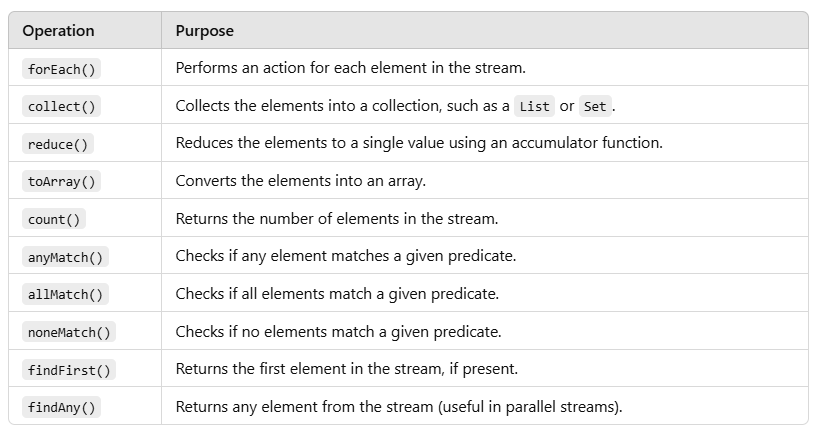 Operation Purpose
forEach() Performs an action for each element in the stream.
collect() Collects the elements into a collection, such as a List or Set.
reduce() Reduces the elements to a single value using an accumulator function.
toArray() Converts the elements into an array.
count() Returns the number of elements in the stream.
anyMatch() Checks if any element matches a given predicate.
allMatch() Checks if all elements match a given predicate.
noneMatch() Checks if no elements match a given predicate.
findFirst() Returns the first element in the stream, if present.
findAny() Returns any element from the stream (useful in parallel streams).